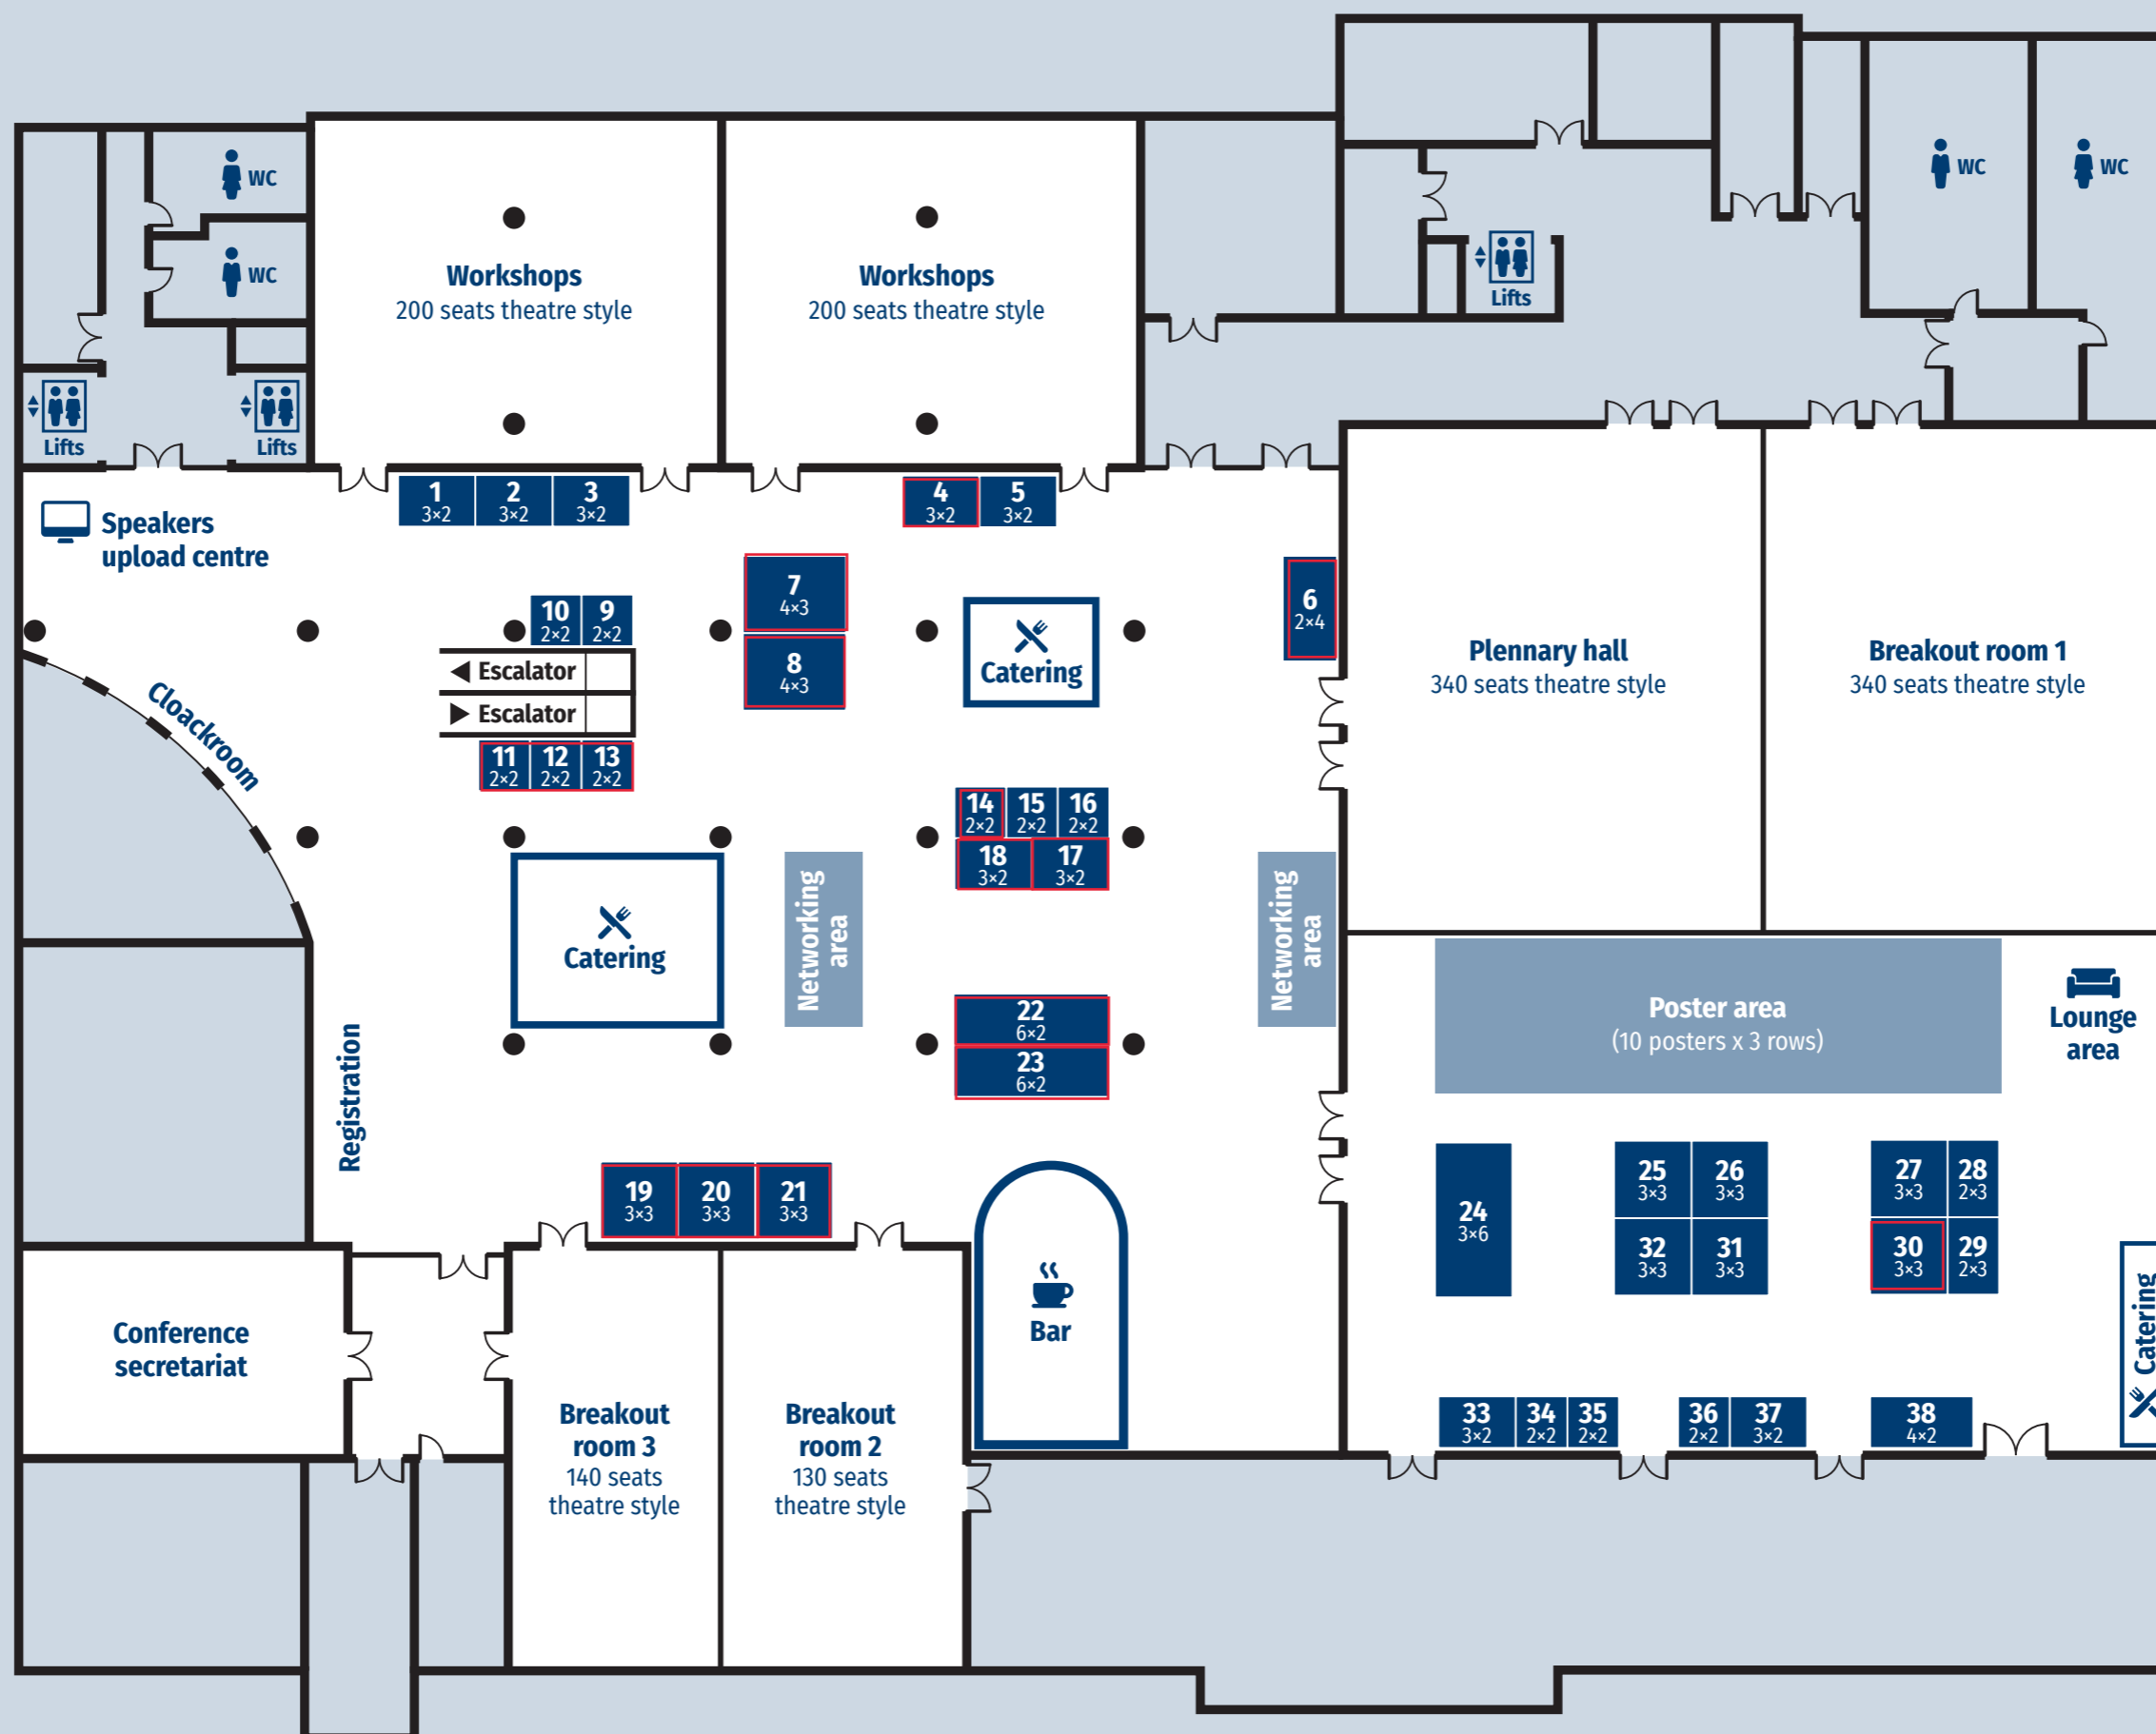 WC
WC
WC
WC
Lifts
Lifts
Lifts
Workshops
200 seats theatre style
Workshops
200 seats theatre style
Speakers
upload centre
1
3×2
2
3×2
3
3×2
4
3×2
5
3×2
6
2×4
7
4×3
8
4×3
10
2×2
9
2×2
Escalator
Escalator
11
2×2
12
2×2
13
2×2
Catering
Cloackroom
Plennary hall
340 seats theatre style
Breakout room 1
340 seats theatre style
14
2×2
15
2×2
16
2×2
18
3×2
17
3×2
Catering
Networking
area
Networking
area
22
6×2
23
6×2
Poster area
(10 posters x 3 rows)
Lounge
area
Registration
19
3×3
20
3×3
21
3×3
24
3×6
25
3×3
26
3×3
32
3×3
31
3×3
27
3×3
28
2×3
30
3×3
29
2×3
Catering
Conference
secretariat
Bar
Breakout
room 3
140 seats
theatre style
Breakout
room 2
130 seats
theatre style
33
3×2
34
2×2
35
2×2
36
2×2
37
3×2
38
4×2